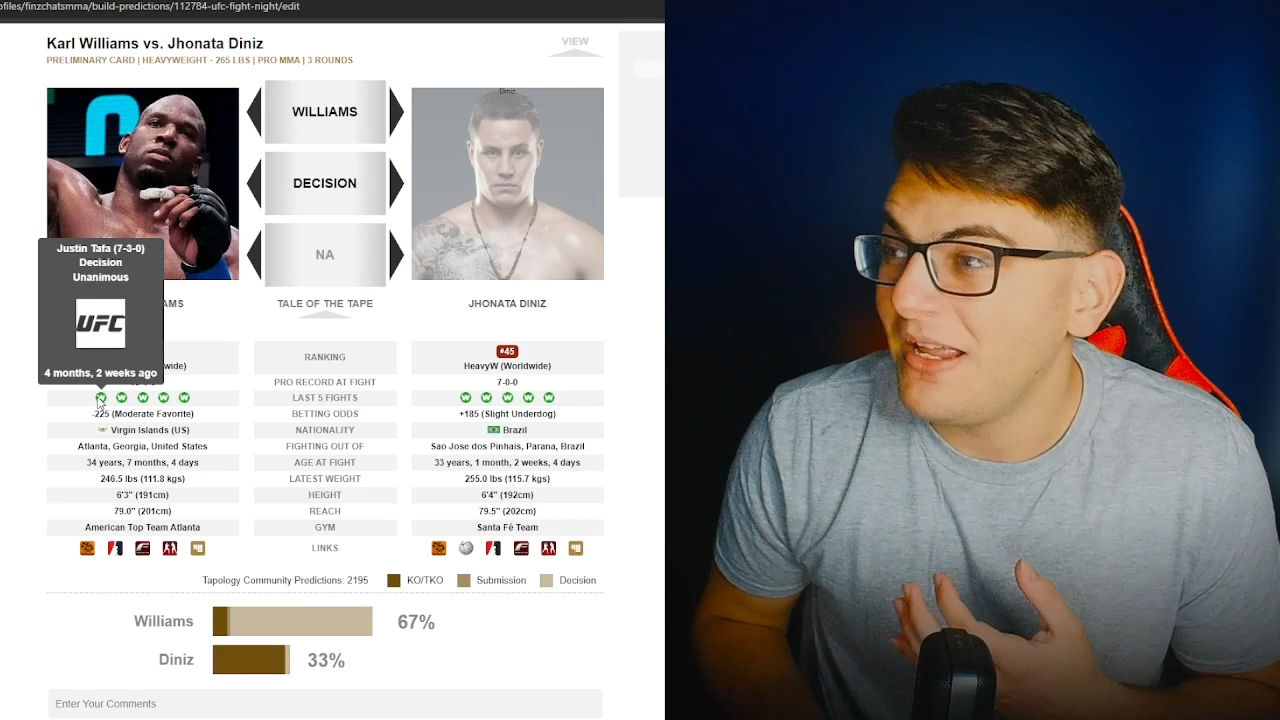 ofiles/finzchatsmma/build-predictions/112784-ufc-fight-night/edit
Karl Williams vs. Jhonata Diniz
VIEW
PRELIMINARY CARD | HEAVYWEIGHT · 265 LBS | PRO MMA | 3 ROUNDS
Diniz
WILLIAMS
DECISION
NA
Justin Tafa (7-3-0)
Decision
Unanimous
UFC
4 months, 2 weeks ago
AMS
TALE OF THE TAPE
JHONATA DINIZ
#45
RANKING
wide)
HeavyW (Worldwide)
PRO RECORD AT FIGHT
7-0-0
W W W W
LAST 5 FIGHTS
W W W W W
-225 (Moderate Favorite)
BETTING ODDS
+185 (Slight Underdog)
Virgin Islands (US)
NATIONALITY
Brazil
Atlanta, Georgia, United States
FIGHTING OUT OF
Sao Jose dos Pinhais, Parana, Brazil
34 years, 7 months, 4 days
AGE AT FIGHT
33 years, 1 month, 2 weeks, 4 days
246.5 lbs (111.8 kgs)
LATEST WEIGHT
255.0 lbs (115.7 kgs)
6'3" (191cm)
HEIGHT
6'4" (192cm)
79.0" (201cm)
REACH
79.5" (202cm)
American Top Team Atlanta
GYM
Santa Fé Team
LINKS
Tapology Community Predictions: 2195
KO/TKO
Submission
Decision
Williams
67%
Diniz
33%
Enter Your Comments